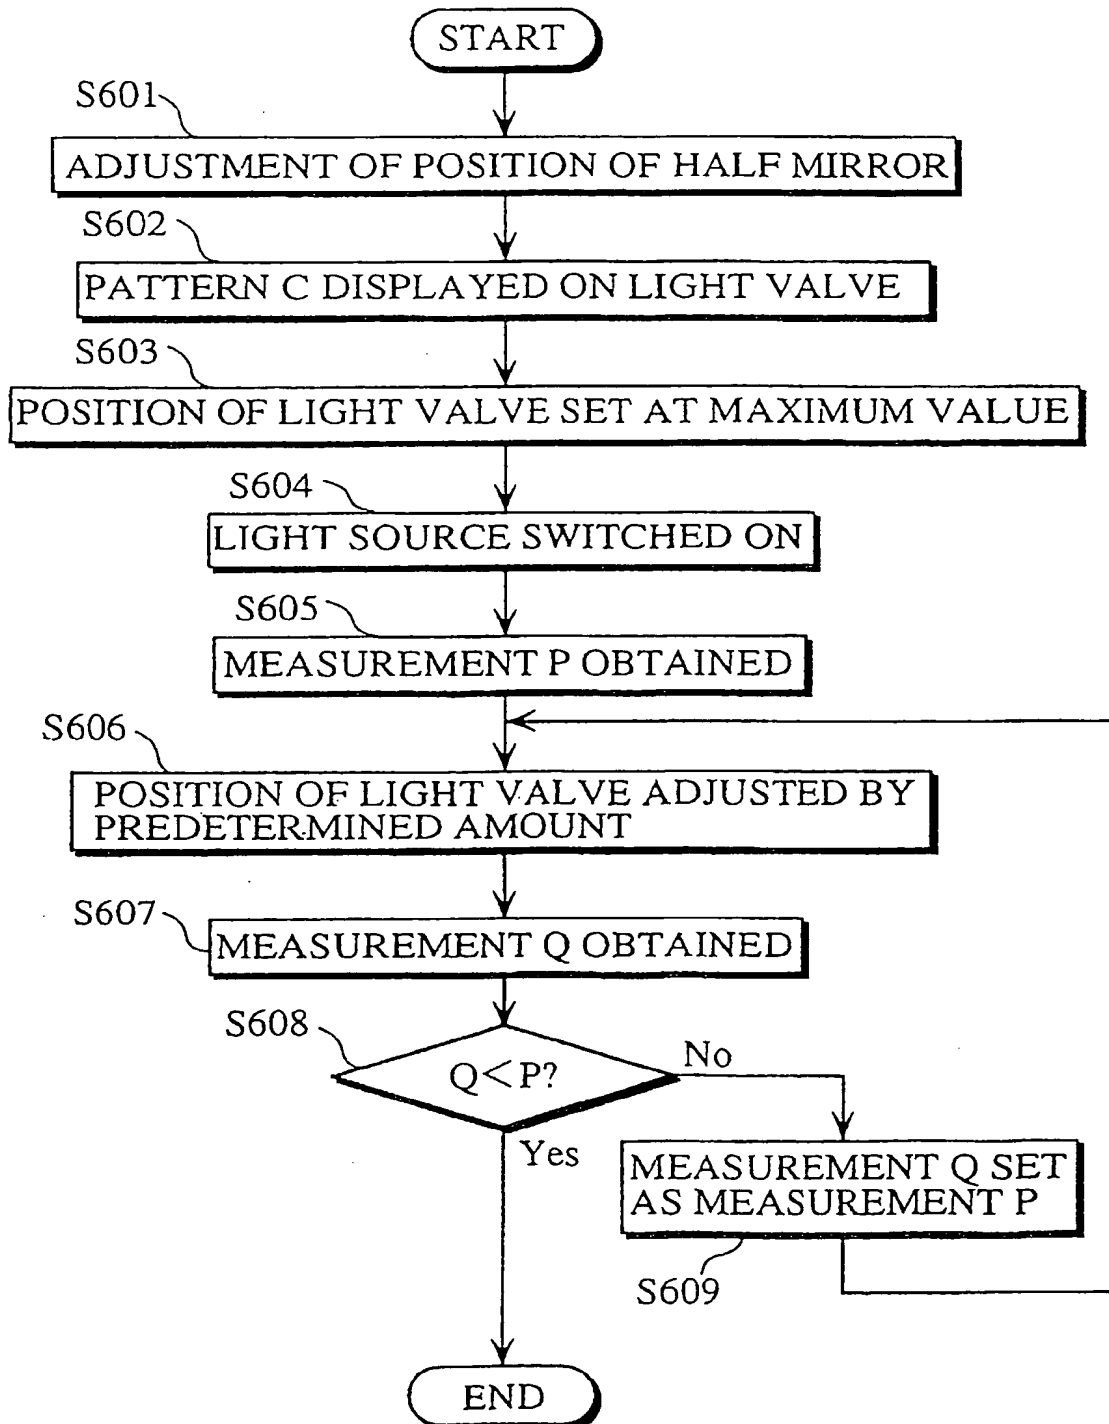 START
S601
ADJUSTMENT OF POSITION OF HALF MIRROR
S602
PATTERN C DISPLAYED ON LIGHT VALVE
S603
POSITION OF LIGHT VALVE SET AT MAXIMUM VALUE
S604
LIGHT SOURCE SWITCHED ON
S605
MEASUREMENT P OBTAINED
S606
POSITION OF LIGHT VALVE ADJUSTED BY
PREDETERMINED AMOUNT
S607
MEASUREMENT Q OBTAINED
S608
Q<P?
No
Yes
MEASUREMENT Q SET
AS MEASUREMENT P
S609
END